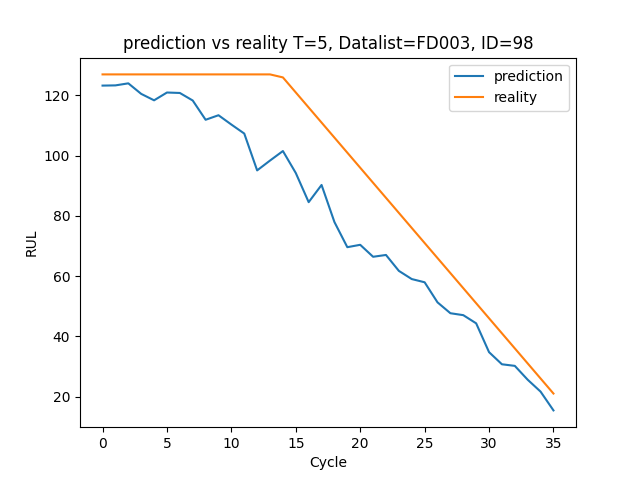 prediction vs reality T=5, Datalist=FD003, ID=98
prediction
reality
120
100
80
60
40
20
RUL
0 5 10 15 20 25 30 35
Cycle